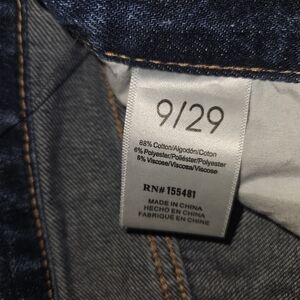 9/29
88% Cotton/Algodón/Coton
6% Polyester/Poliéster/Polyester
6% Viscose/Viscosa/Viscose
RN# 155481
MADE IN CHINA
HECHO EN CHINA
FABRIQUE EN CHINE